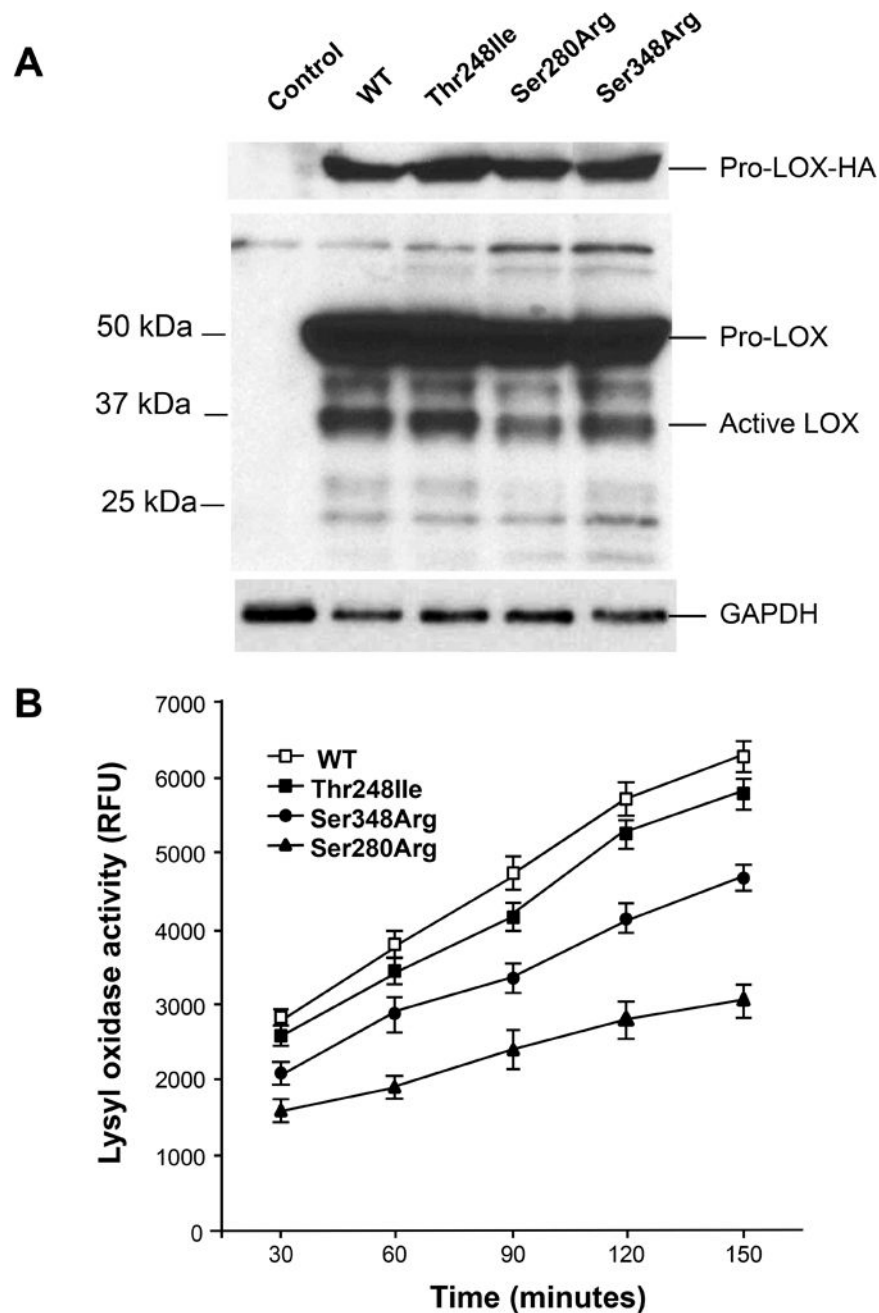 A
Control
WT
Thr248Ile
Ser280Arg
Ser348Arg
Pro-LOX-HA
50 kDa
Pro-LOX
37 kDa
Active LOX
25 kDa
GAPDH
B
7000
6000
5000
4000
3000
2000
1000
0
Lysyl oxidase activity (RFU)
WT
Thr248Ile
Ser348Arg
Ser280Arg
30 60 90 120 150
Time (minutes)